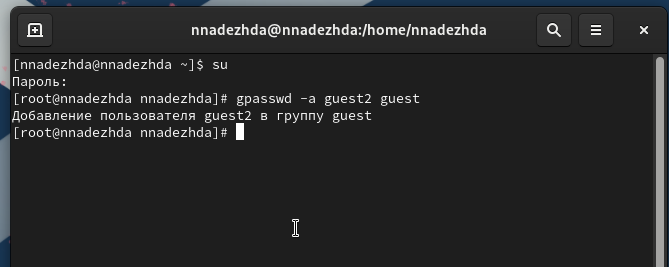 nnadezhda@nnadezhda:/home/nnadezhda
[nnadezhda@nnadezhda ~]$ su
Пароль:
[root@nnadezhda nnadezhda]# gpasswd -a guest2 guest
Добавление пользователя guest2 в группу guest
[root@nnadezhda nnadezhda]#